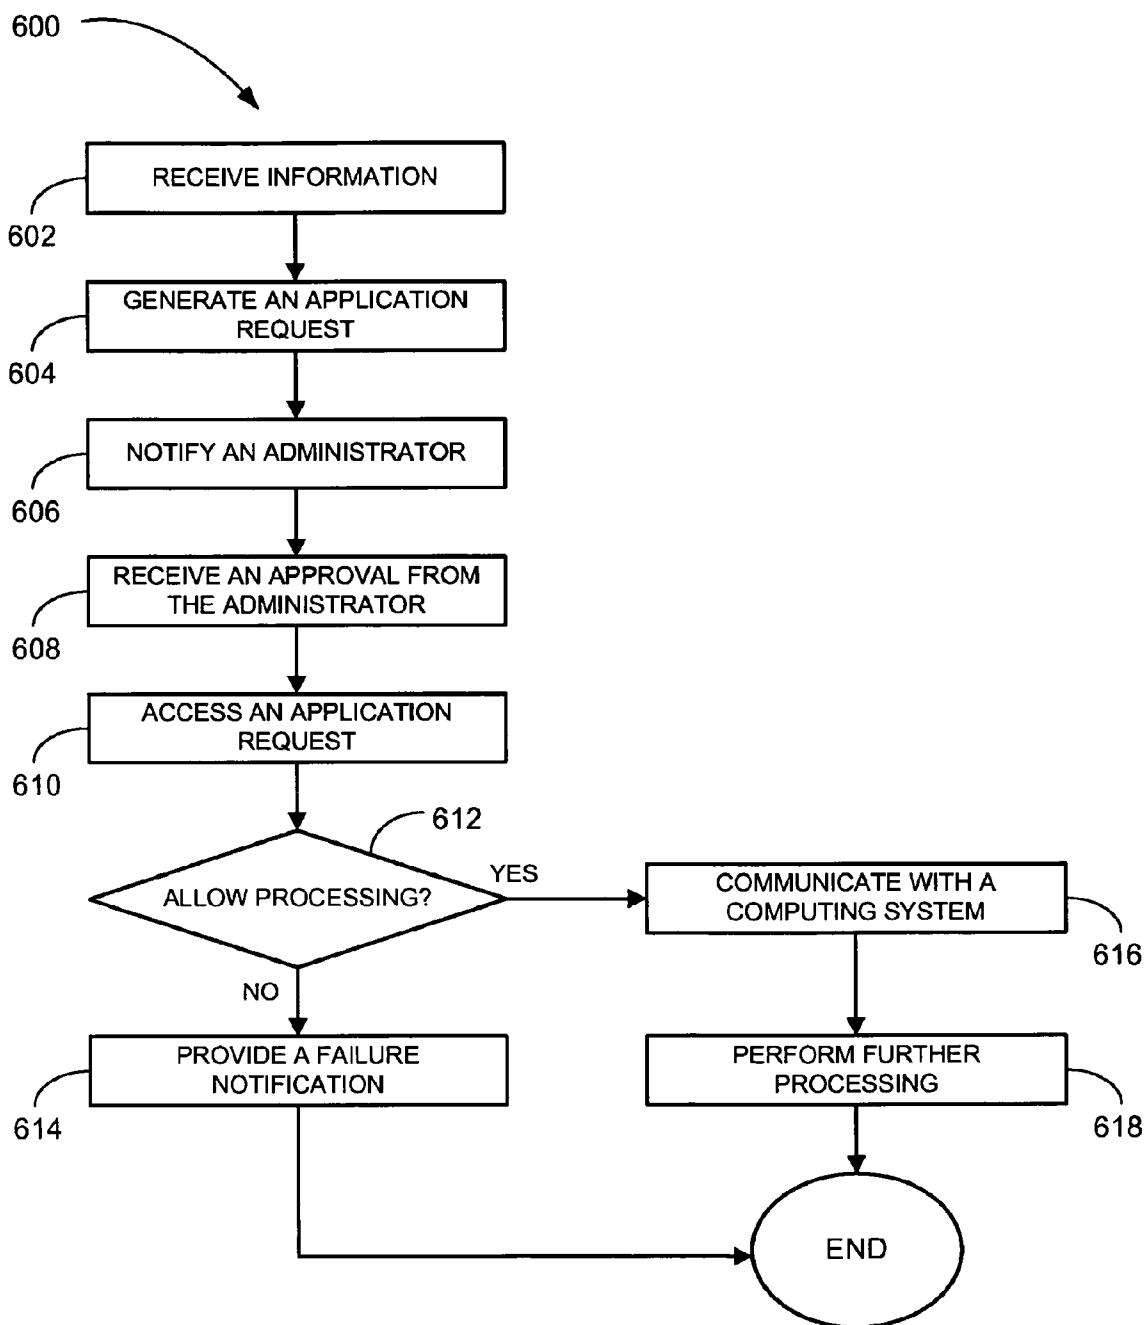 600
RECEIVE INFORMATION
602
GENERATE AN APPLICATION
REQUEST
604
NOTIFY AN ADMINISTRATOR
606
RECEIVE AN APPROVAL FROM
THE ADMINISTRATOR
608
ACCESS AN APPLICATION
REQUEST
610
612
ALLOW PROCESSING?
YES
COMMUNICATE WITH A
COMPUTING SYSTEM
616
NO
PROVIDE A FAILURE
NOTIFICATION
614
PERFORM FURTHER
PROCESSING
618
END